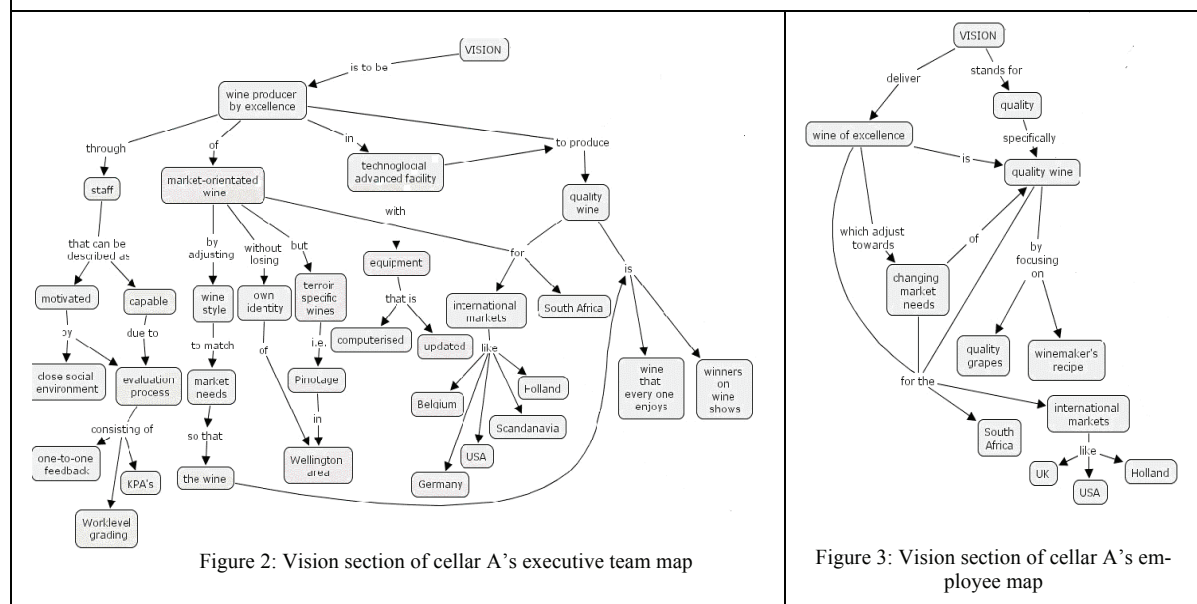 VISION
is to be
wine producer
by excellence
through
of
in
to produce
staff
market-orientated
wine
technoglocial
advanced facility
quality
wine
with
that can be
described as
by
adjusting
without
losing
but
equipment
for
is
motivated
capable
wine
style
own
identity
terroir
specific
wines
that is
international
markets
South Africa
by
due to
to match
of
i.e.
computerised
updated
like
close social
environment
evaluation
process
market
needs
Pinotage
Belgium
Holland
wine
that
every one
enjoys
winners
on
wine
shows
consisting of
so that
in
Scandanavia
one-to-one
feedback
KPA's
the wine
Wellington
area
USA
Germany
Worklevel
grading
Figure 2: Vision section of cellar A's executive team map
VISION
deliver
stands for
quality
wine of excellence
specifically
is
quality wine
which adjust
towards
of
by
focusing
on
changing
market
needs
quality
grapes
winemaker's
recipe
for the
international
markets
South
Africa
like
UK
USA
Holland
Figure 3: Vision section of cellar A's em-
ployee map